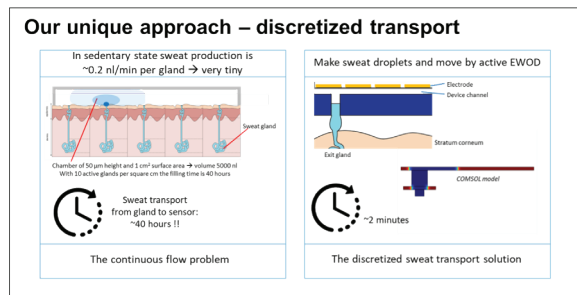 Our unique approach – discretized transport
In sedentary state sweat production is
~0.2 nl/min per gland → very tiny
Sweat gland
Chamber of 50 µm height and 1 cm² surface area → volume 5000 nl
With 10 active glands per square cm the filling time is 40 hours
Sweat transport
from gland to sensor:
~40 hours !!
The continuous flow problem
Make sweat droplets and move by active EWOD
Electrode
Device channel
Stratum corneum
Exit gland
COMSOL model
~2 minutes
The discretized sweat transport solution